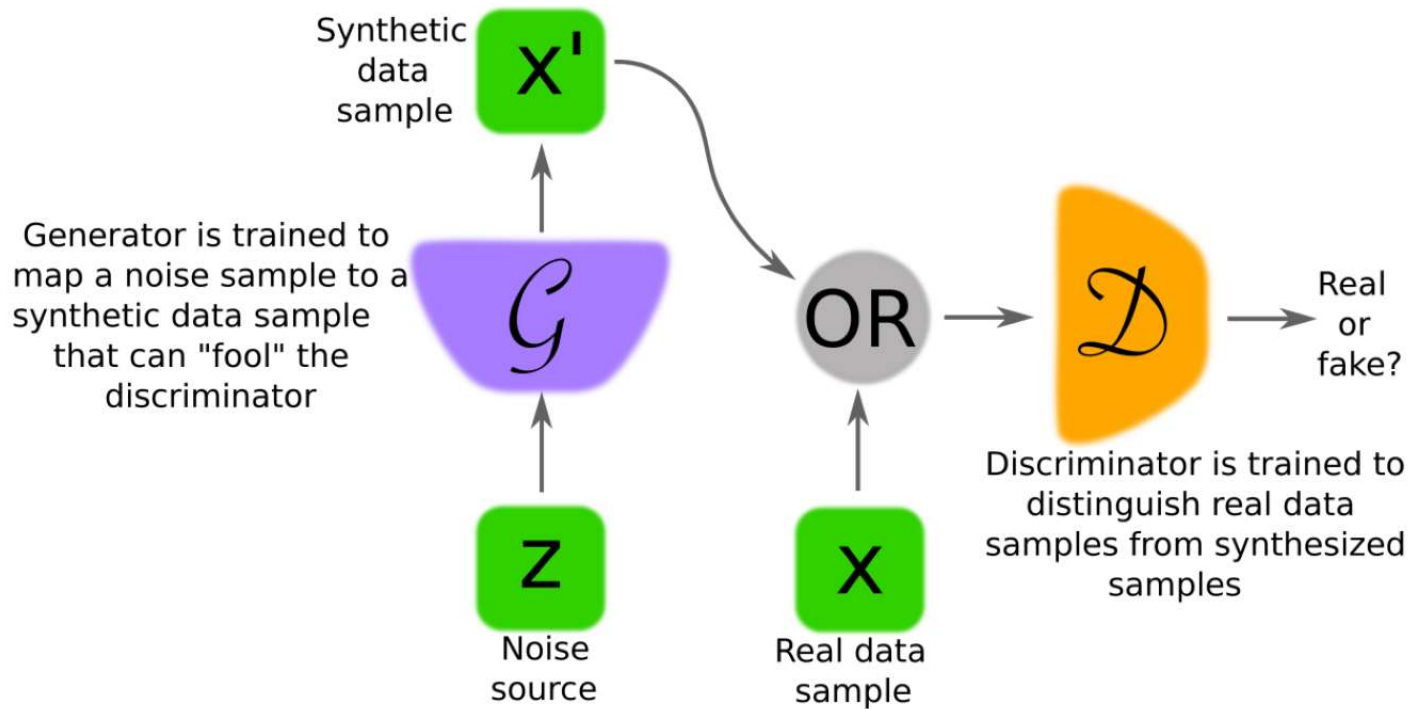 Synthetic
data
sample
x'
Generator is trained to
map a noise sample to a
synthetic data sample
that can "fool" the
discriminator
G
z
Noise
source
OR
x
Real data
sample
D
Discriminator is trained to
distinguish real data
samples from synthesized
samples
Real
or
fake?